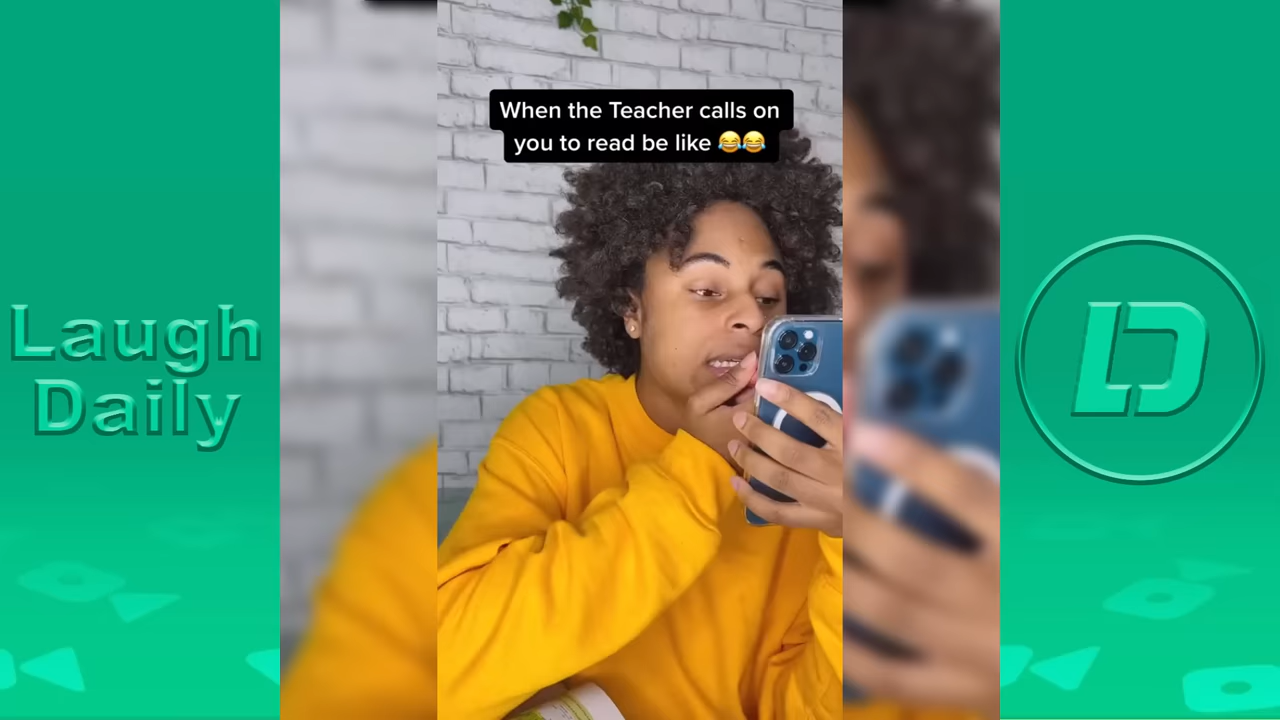 Laugh
Daily
When the Teacher calls on
you to read be like 😂😂
LD